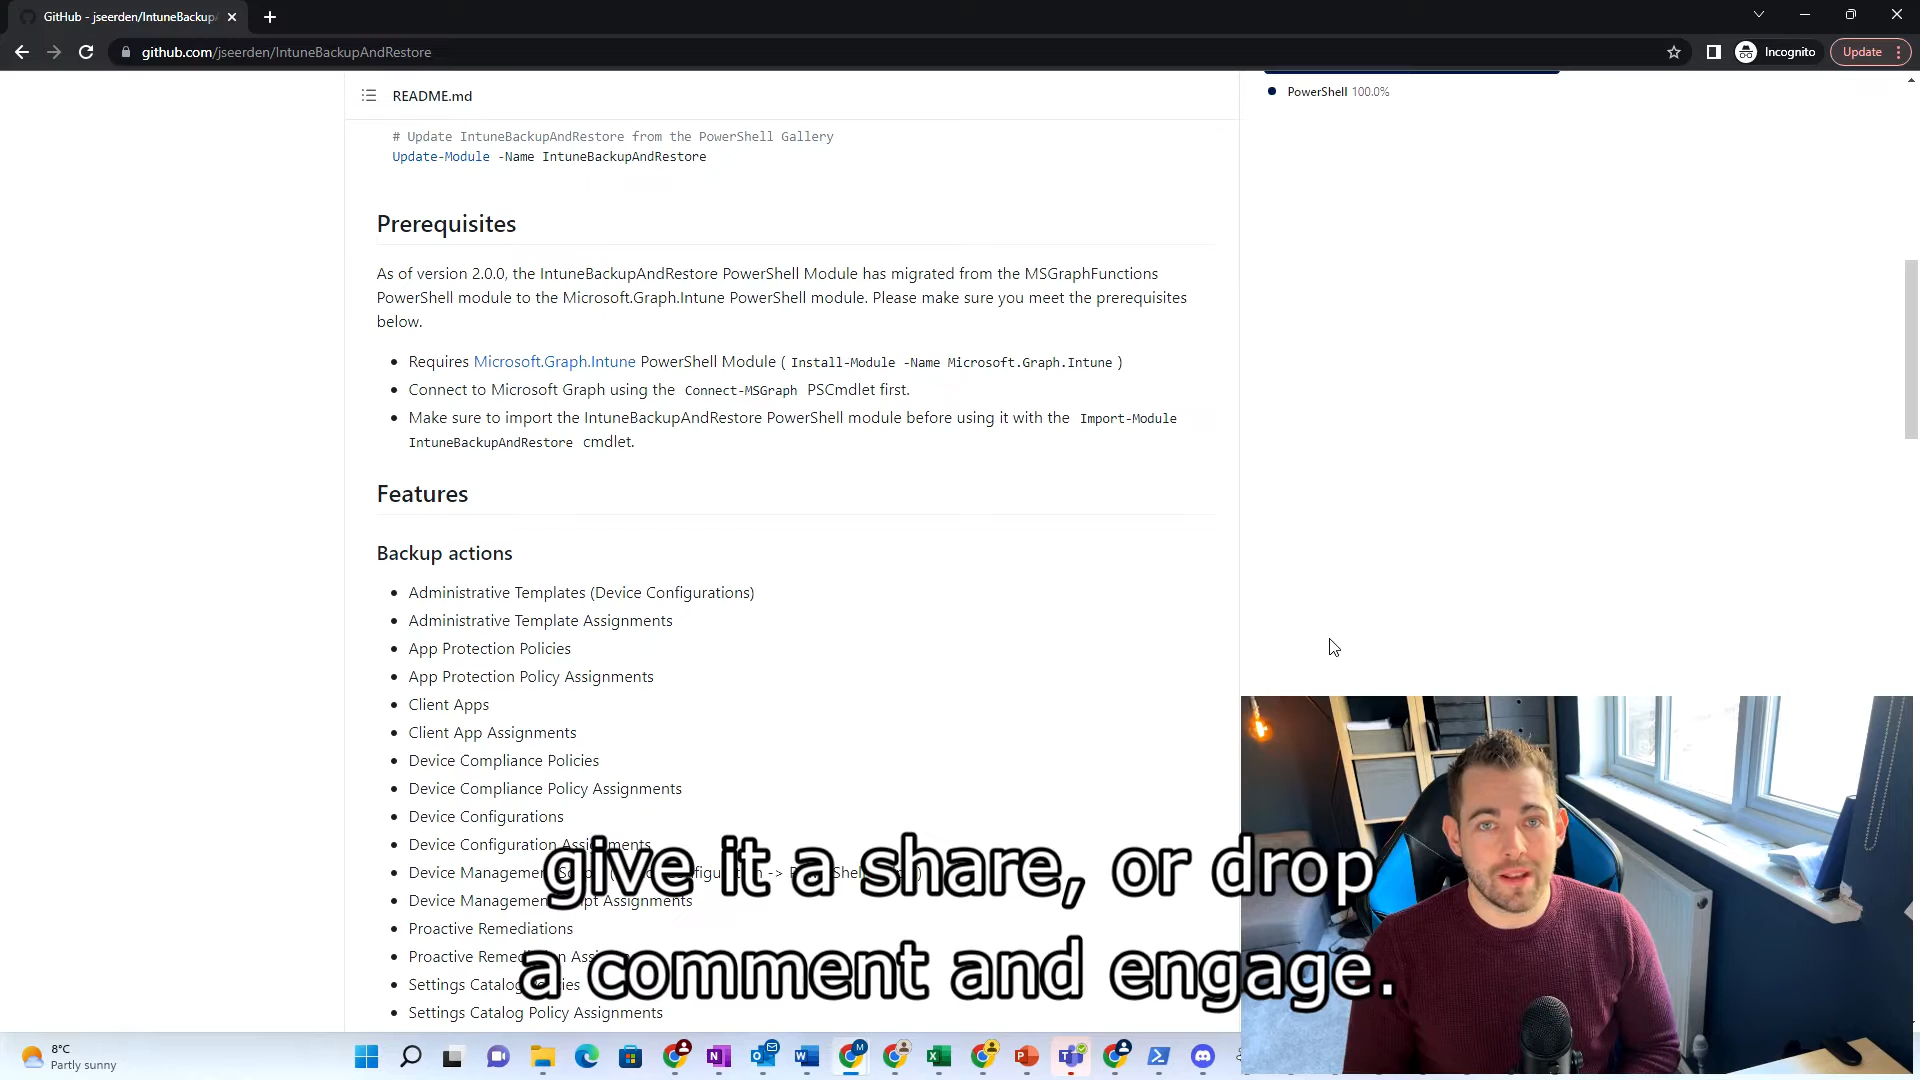 GitHub - jseerden/IntuneBackup
github.com/jseerden/IntuneBackupAndRestore
Incognito
Update
README.md
PowerShell 100.0%
# Update IntuneBackupAndRestore from the PowerShell Gallery
Update-Module -Name IntuneBackupAndRestore
Prerequisites
As of version 2.0.0, the IntuneBackupAndRestore PowerShell Module has migrated from the MSGraphFunctions
PowerShell module to the Microsoft.Graph.Intune PowerShell module. Please make sure you meet the prerequisites
below.
Requires Microsoft.Graph.Intune PowerShell Module ( Install-Module -Name Microsoft.Graph.Intune )
Connect to Microsoft Graph using the Connect-MSGraph PSCmdlet first.
Make sure to import the IntuneBackupAndRestore PowerShell module before using it with the Import-Module
IntuneBackupAndRestore cmdlet.
Features
Backup actions
Administrative Templates (Device Configurations)
Administrative Template Assignments
App Protection Policies
App Protection Policy Assignments
Client Apps
Client App Assignments
Device Compliance Policies
Device Compliance Policy Assignments
Device Configurations
Device Configuration Assignments
give it a share, or drop
Device Management
Device Management Assignments
Proactive Remediations
Proactive
a comment and engage.
Settings Catalog
Settings Catalog Policy Assignments
8°C
Partly sunny